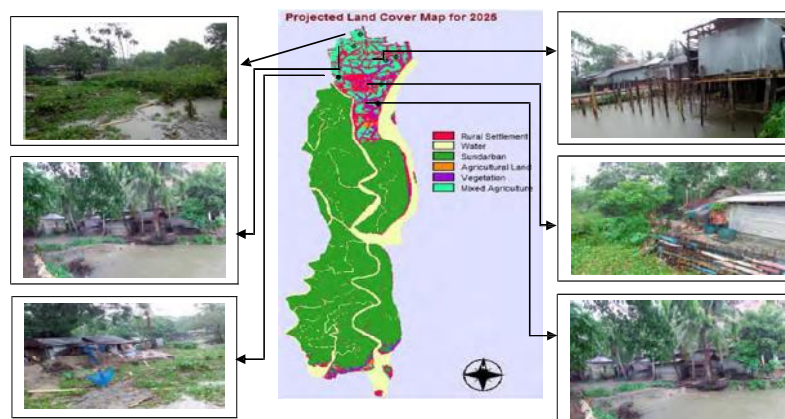 Projected Land Cover Map for 2025
Rural Settlement
Water
Sundarban
Agricultural Land
Vegetation
Mixed Agriculture